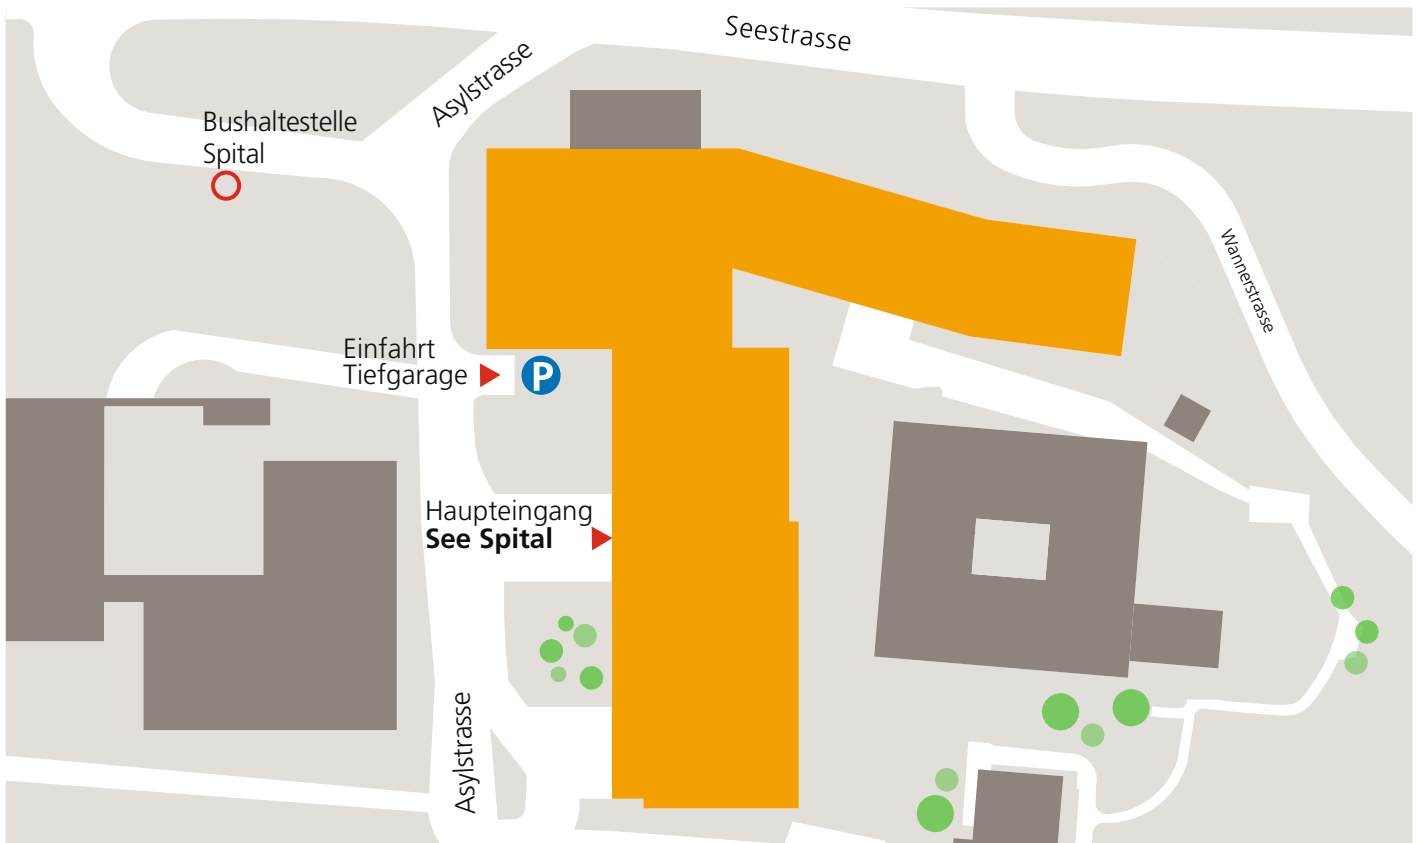 Seestrasse
Asylstrasse
Bushaltestelle
Spital
Wannerstrasse
Einfahrt
Tiefgarage
P
Haupteingang
See Spital
Asylstrasse